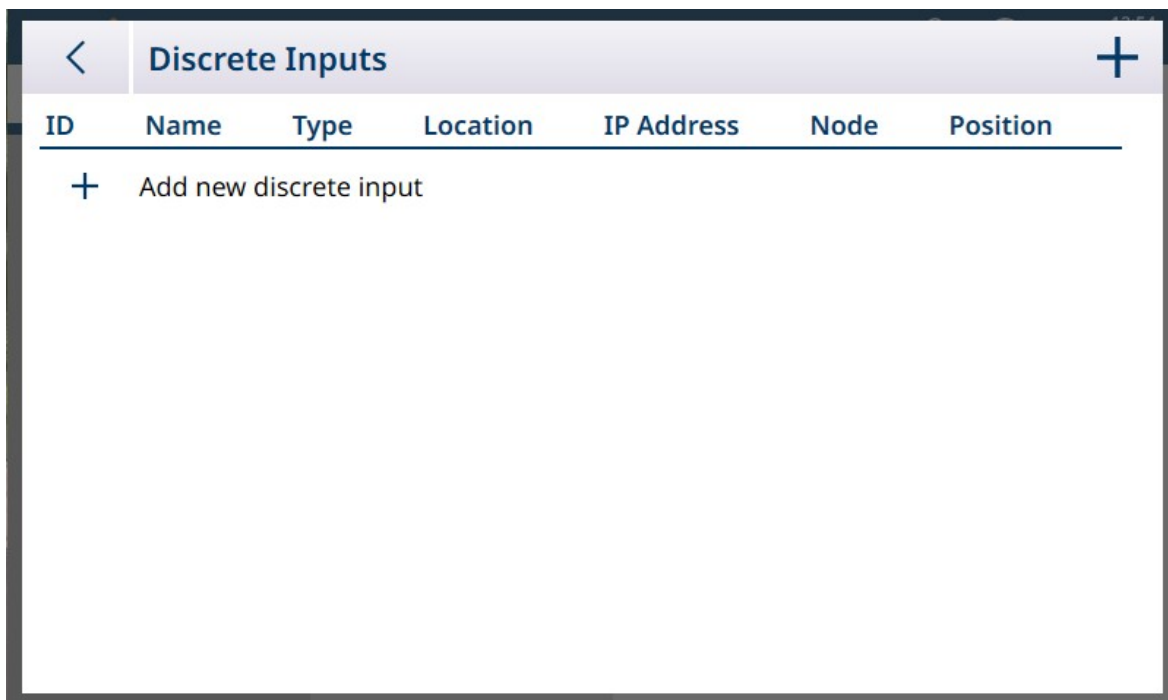 Discrete Inputs
ID Name Type Location IP Address Node Position
Add new discrete input